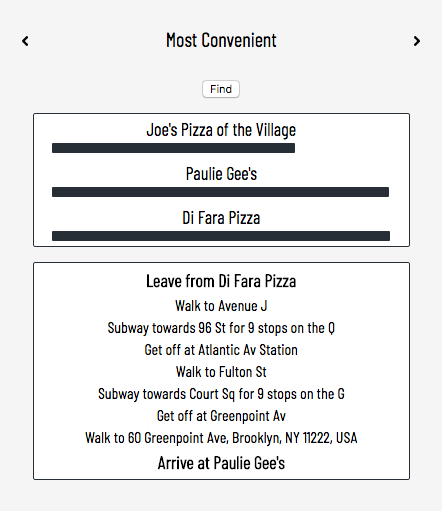 Most Convenient
Find
Joe's Pizza of the Village
Paulie Gee's
Di Fara Pizza
Leave from Di Fara Pizza
Walk to Avenue J
Subway towards 96 St for 9 stops on the Q
Get off at Atlantic Av Station
Walk to Fulton St
Subway towards Court Sq for 9 stops on the G
Get off at Greenpoint Av
Walk to 60 Greenpoint Ave, Brooklyn, NY 11222, USA
Arrive at Paulie Gee's